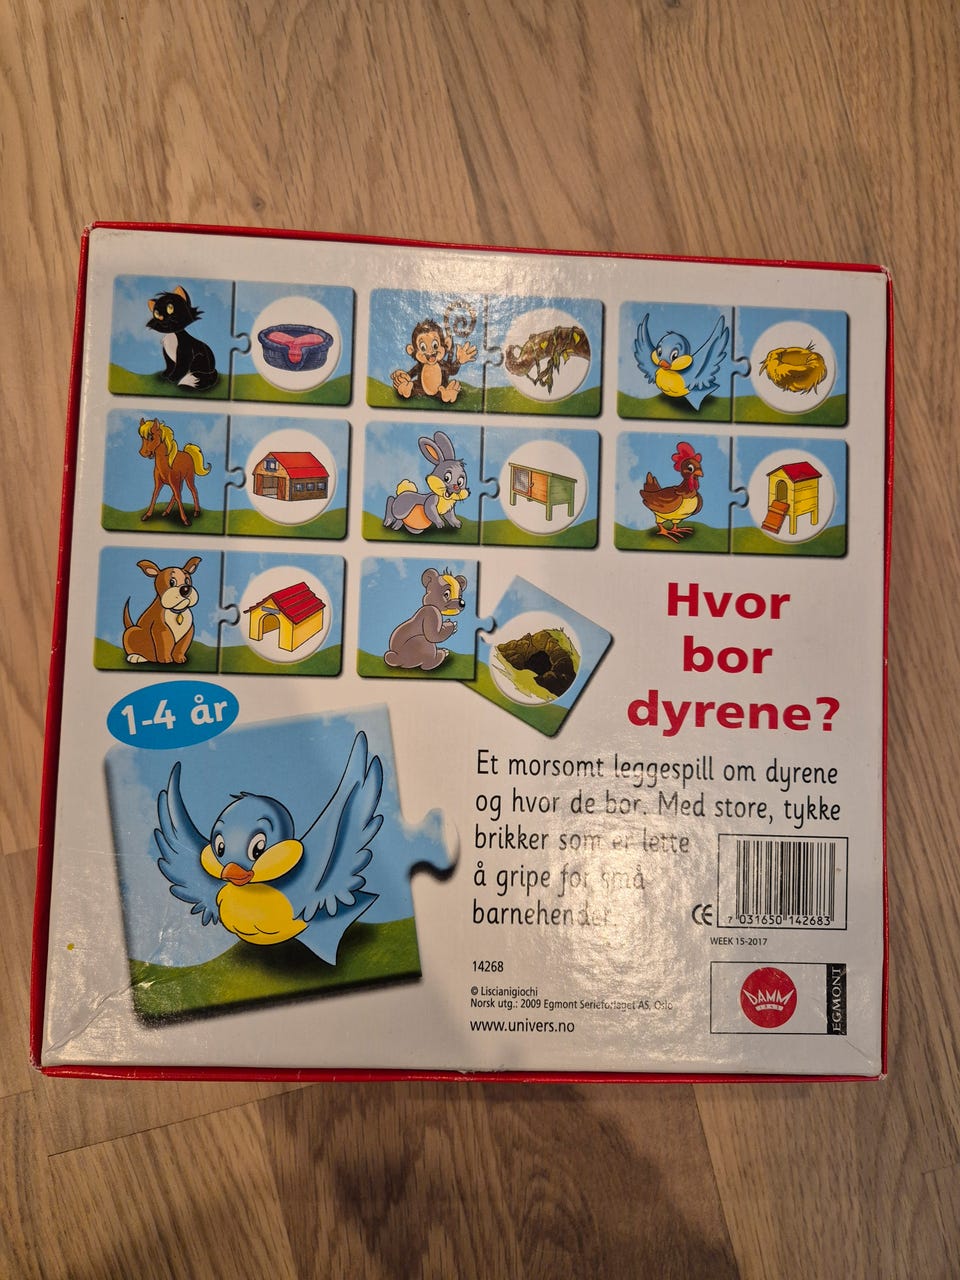 Hvor
bor
dyrene?
1-4 år
Et morsomt leggespill om dyrene
og hvor de bor. Med store, tykke
brikker som er lette
å gripe for små
barnehender.
CE
7 031650 142683
WEEK 15-2017
14268
© Liscianigiochi
Norsk utg.: 2009 Egmont Serieforlaget AS, Oslo
www.univers.no
DAMM
EGMONT